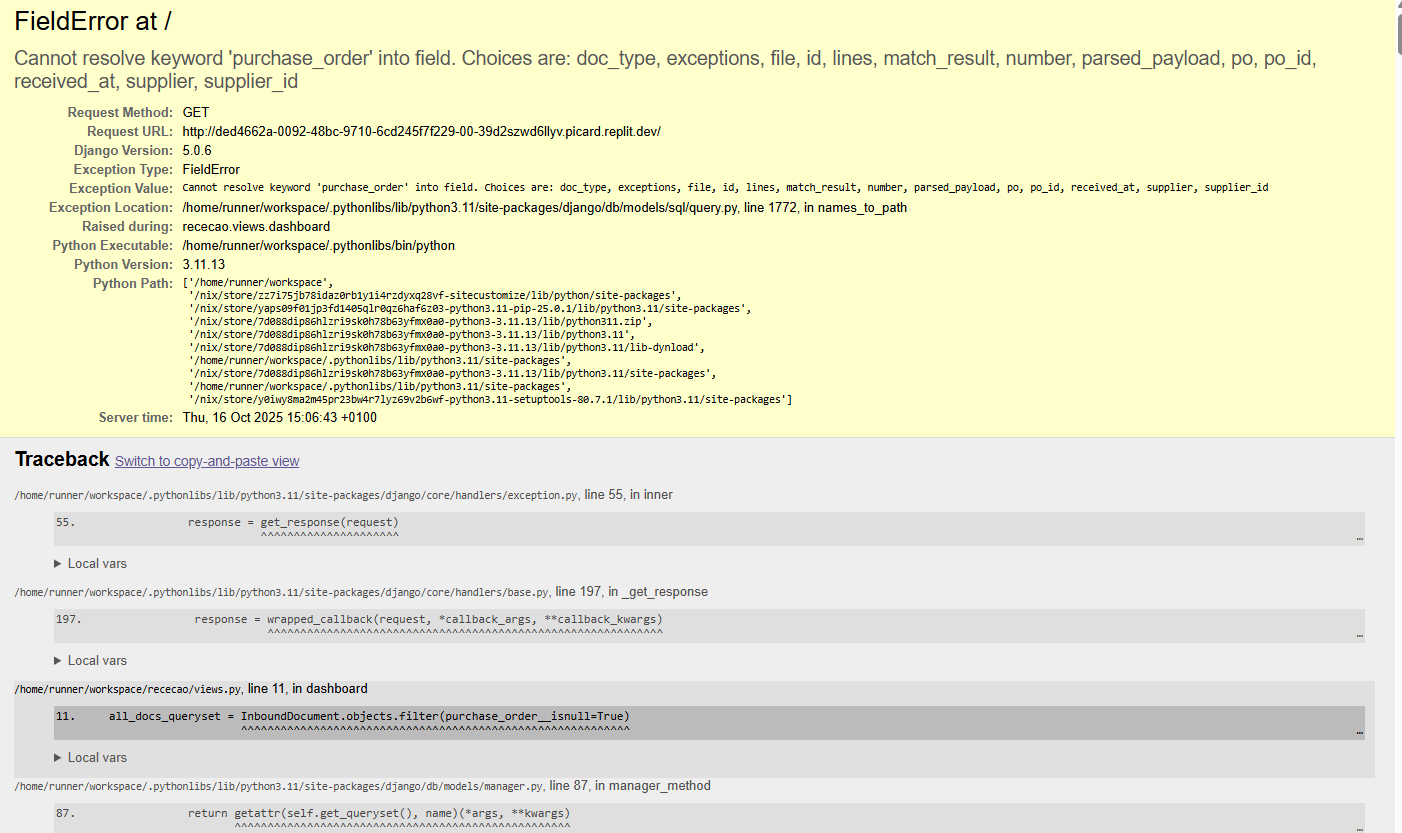 FieldError at /
Cannot resolve keyword 'purchase_order' into field. Choices are: doc_type, exceptions, file, id, lines, match_result, number, parsed_payload, po, po_id,
received_at, supplier, supplier_id
Request Method: GET
Request URL: http://ded4662a-0092-48bc-9710-6cd245f7f229-00-39d2szwd6llyv.picard.replit.dev/
Django Version: 5.0.6
Exception Type: FieldError
Exception Value: Cannot resolve keyword 'purchase_order' into field. Choices are: doc_type, exceptions, file, id, lines, match_result, number, parsed_payload, po, po_id, received_at, supplier, supplier_id
Exception Location: /home/runner/workspace/.pythonlibs/lib/python3.11/site-packages/django/db/models/sql/query.py, line 1772, in names_to_path
Raised during: rececao.views.dashboard
Python Executable: /home/runner/workspace/.pythonlibs/bin/python
Python Version: 3.11.13
Python Path: ['/home/runner/workspace',
'/nix/store/zz7i75jb78idaz0rb1y1i4rzdyxq28vf-sitecustomize/lib/python/site-packages',
'/nix/store/yaps09f01jp3fd1405qlr0qz6haf6z03-python3.11-pip-25.0.1/lib/python3.11/site-packages',
'/nix/store/7d088dip86hlzri9sk0h78b63yfmx0a0-python3-3.11.13/lib/python311.zip',
'/nix/store/7d088dip86hlzri9sk0h78b63yfmx0a0-python3-3.11.13/lib/python3.11',
'/nix/store/7d088dip86hlzri9sk0h78b63yfmx0a0-python3-3.11.13/lib/python3.11/lib-dynload',
'/home/runner/workspace/.pythonlibs/lib/python3.11/site-packages',
'/nix/store/7d088dip86hlzri9sk0h78b63yfmx0a0-python3-3.11.13/lib/python3.11/site-packages',
'/home/runner/workspace/.pythonlibs/lib/python3.11/site-packages',
'/nix/store/y0iwy8ma2m45pr23bw4r7lyz69v2b6wf-python3.11-setuptools-80.7.1/lib/python3.11/site-packages']
Server time: Thu, 16 Oct 2025 15:06:43 +0100
Traceback Switch to copy-and-paste view
/home/runner/workspace/.pythonlibs/lib/python3.11/site-packages/django/core/handlers/exception.py, line 55, in inner
55. response = get_response(request)
^^^^^^^^^^^^^^^^^^^^^ …
▶ Local vars
/home/runner/workspace/.pythonlibs/lib/python3.11/site-packages/django/core/handlers/base.py, line 197, in _get_response
197. response = wrapped_callback(request, *callback_args, **callback_kwargs)
^^^^^^^^^^^^^^^^^^^^^^^^^^^^^^^^^^^^^^^^^^^^^^^^^^^^^^^^^^^^^ …
▶ Local vars
/home/runner/workspace/rececao/views.py, line 11, in dashboard
11. all_docs_queryset = InboundDocument.objects.filter(purchase_order__isnull=True)
^^^^^^^^^^^^^^^^^^^^^^^^^^^^^^^^^^^^^^^^^^^^^^^^^^^^^^^^^^^ …
▶ Local vars
/home/runner/workspace/.pythonlibs/lib/python3.11/site-packages/django/db/models/manager.py, line 87, in manager_method
87. return getattr(self.get_queryset(), name)(*args, **kwargs)
^^^^^^^^^^^^^^^^^^^^^^^^^^^^^^^^^^^^^^^^^^^^^^^^^^^ …